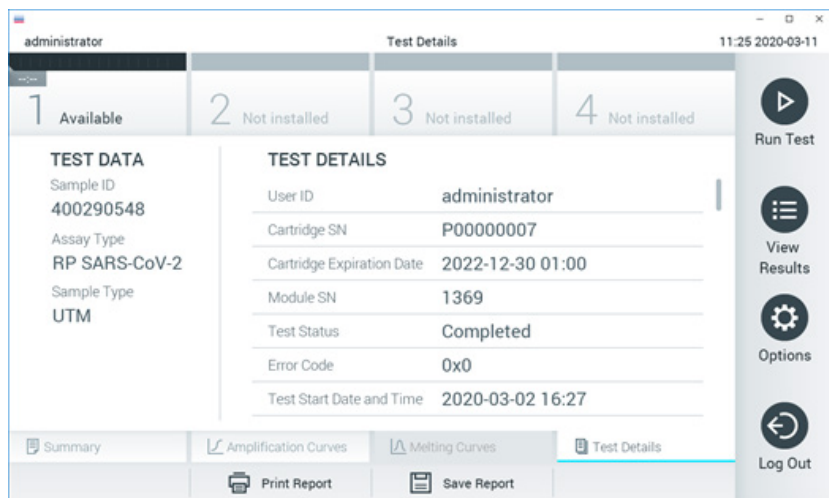 administrator Test Details 11:25 2020-03-11
--:--
1 Available 2 Not installed 3 Not installed 4 Not installed
Run Test
View
Results
Options
Log Out
TEST DATA
Sample ID
400290548
Assay Type
RP SARS-CoV-2
Sample Type
UTM
TEST DETAILS
User ID administrator
Cartridge SN P00000007
Cartridge Expiration Date 2022-12-30 01:00
Module SN 1369
Test Status Completed
Error Code 0x0
Test Start Date and Time 2020-03-02 16:27
Summary Amplification Curves Melting Curves Test Details
Print Report Save Report